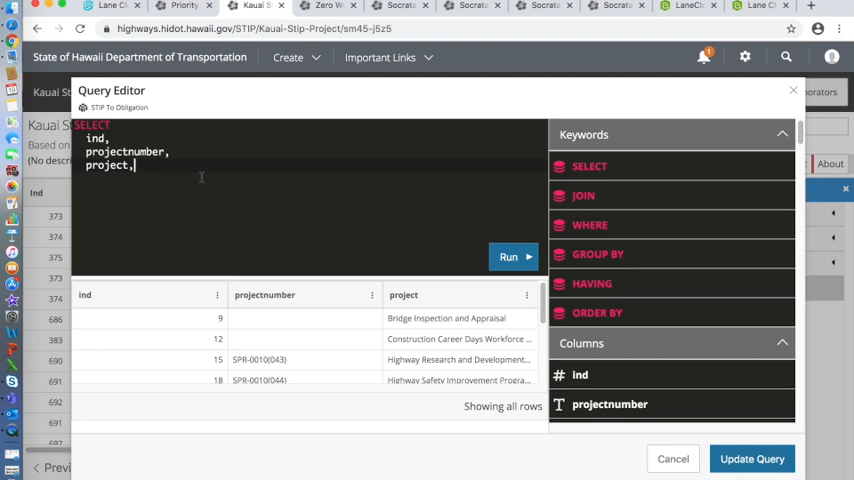 Lane Cl
Priority
Kauai S
Zero W
Socrata
Socrata
Socrata
Socrata
LaneCl
Lane Cl
highways.hidot.hawaii.gov/STIP/Kauai-Stip-Project/sm45-j5z5
State of Hawaii Department of Transportation
Create
Important Links
1
Kauai St
orators
Query Editor
STIP To Obligation
Kauai S
Based on
(No descri
About
SELECT
ind,
projectnumber,
project,
Run
Keywords
SELECT
JOIN
WHERE
GROUP BY
HAVING
ORDER BY
Columns
# ind
T projectnumber
Ind
373
374
375
373
374
686
383
690
691
692
691
692
ind projectnumber project
9 Bridge Inspection and Appraisal
12 Construction Career Days Workforce ...
15 SPR-0010(043) Highway Research and Development...
18 SPR-0010(044) Highway Safety Improvement Progra...
Showing all rows
Cancel
Update Query
< Previ